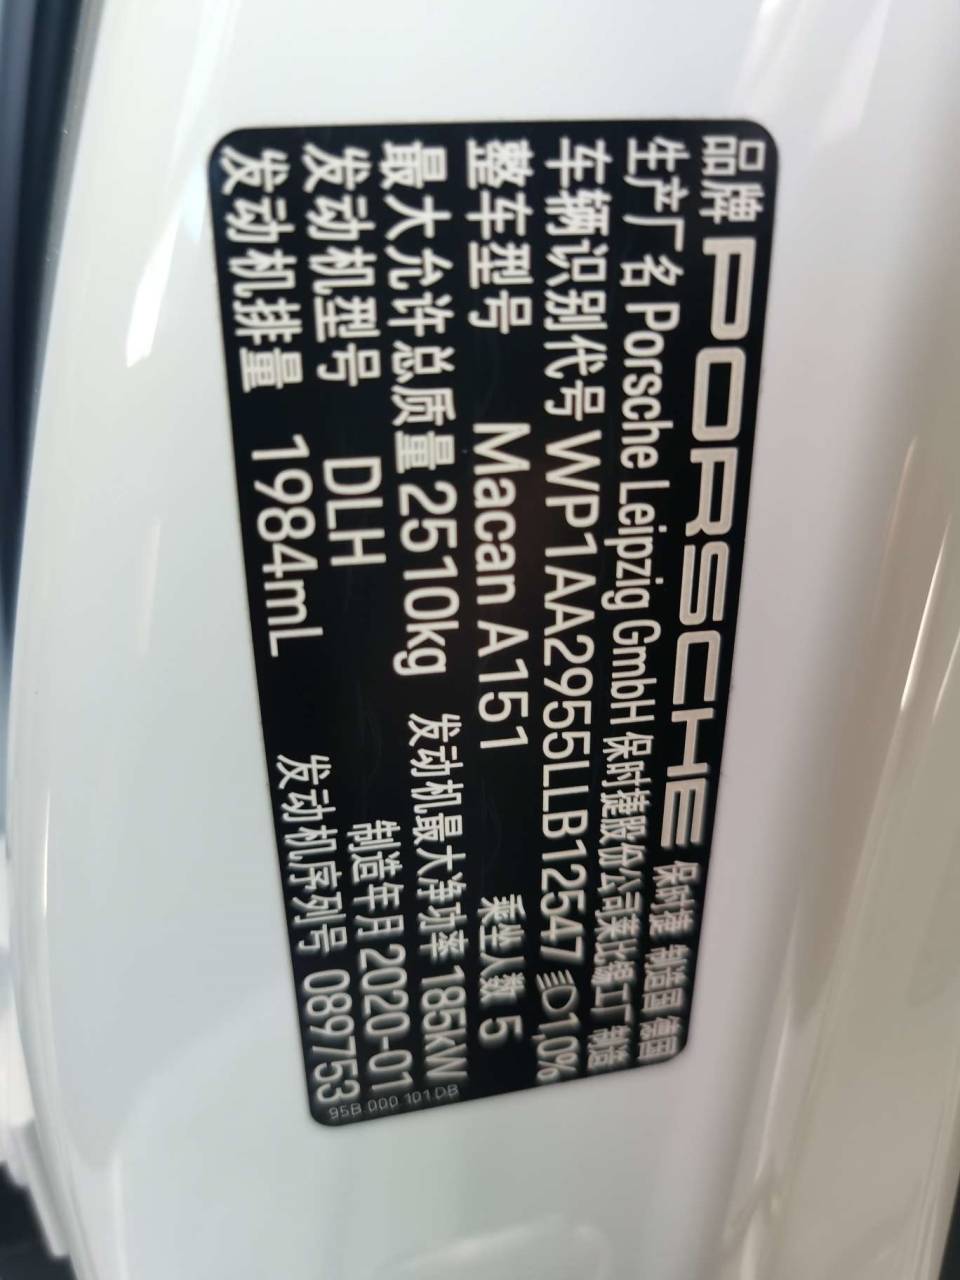 品牌 PORSCHE 保时捷 制造国 德国
生产厂名 Porsche Leipzig GmbH 保时捷股份公司莱比锡工厂制造
车辆识别代号 WP1AA2955LLB12547 1,0%
整车型号 Macan A151 乘坐人数 5
最大允许总质量 2510kg 发动机最大净功率 185kW
发动机型号 DLH 制造年月 2020-01
发动机排量 1984mL 发动机序列号 089753
95B.000.101DB